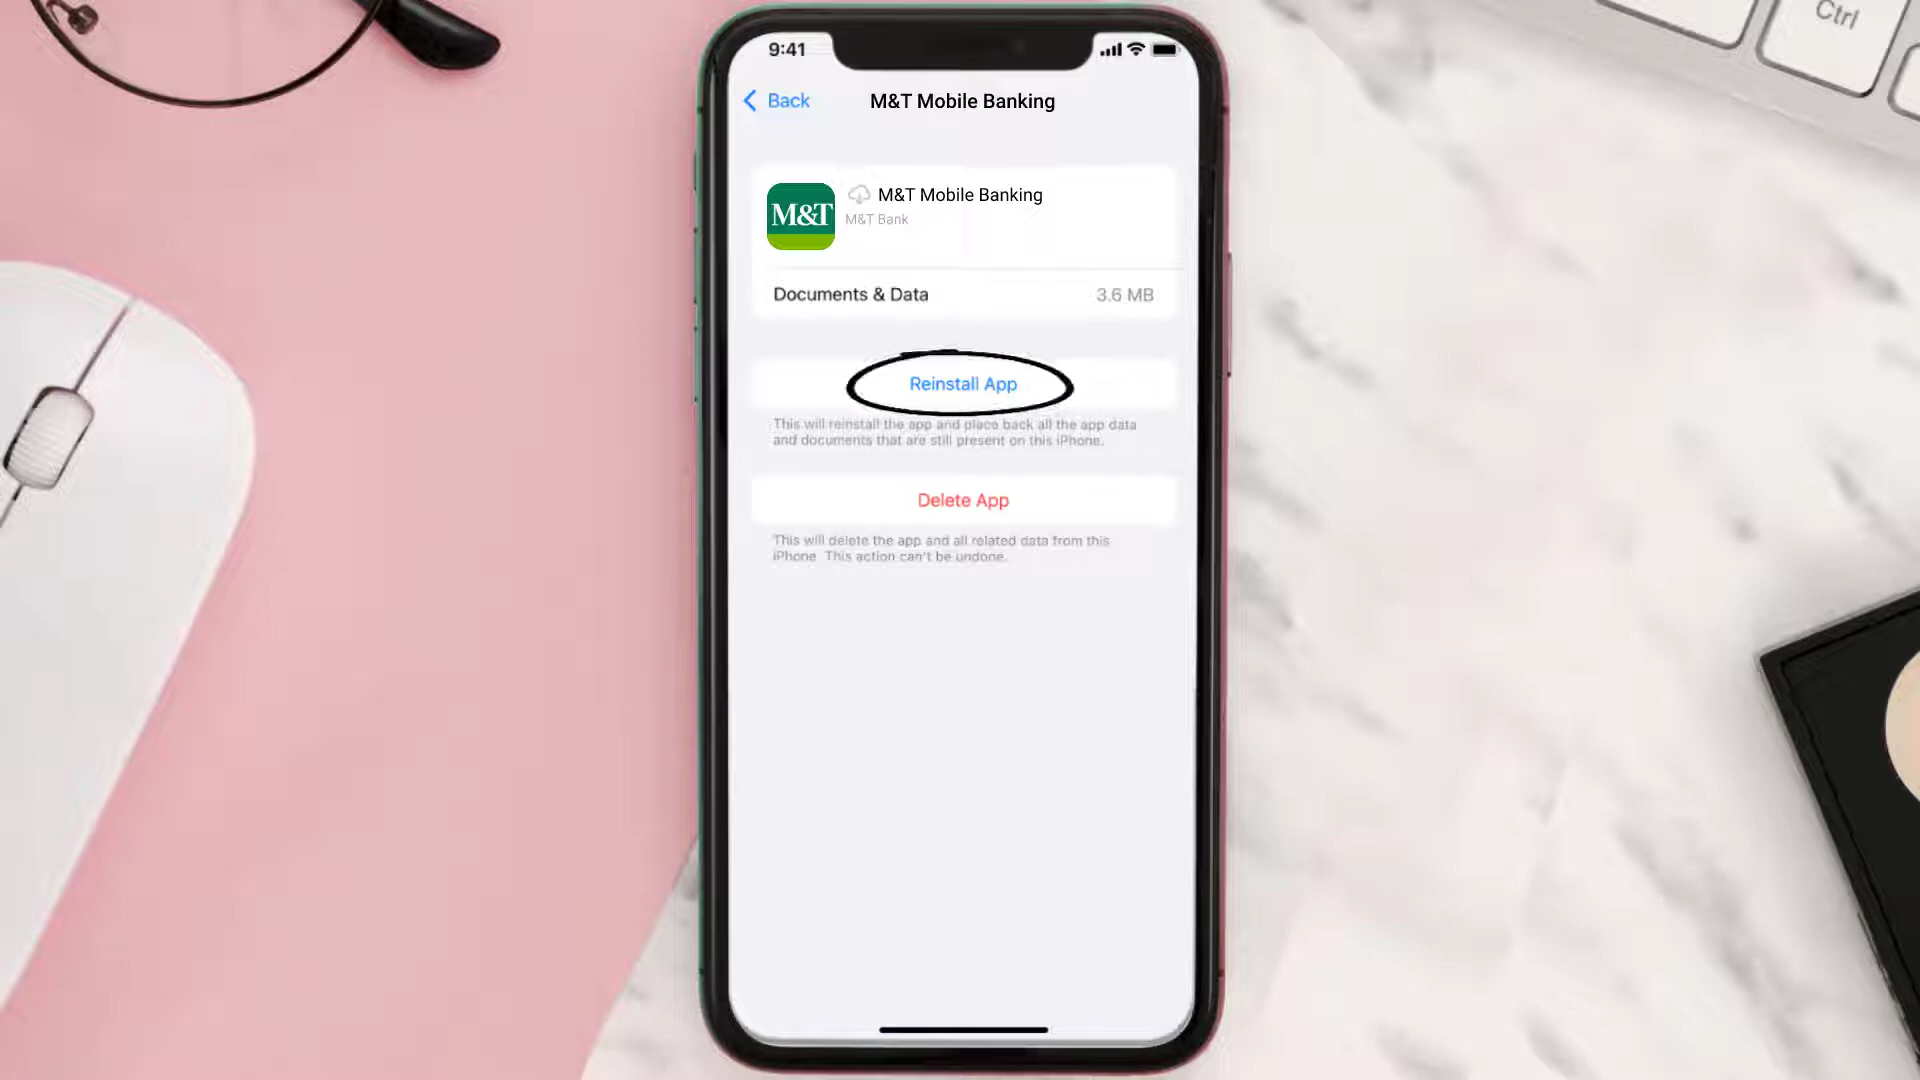 Ctrl
9:41
Back
M&T Mobile Banking
M&T
M&T Mobile Banking
M&T Bank
Documents & Data
3.6 MB
Reinstall App
This will reinstall the app and place back all the app data
and documents that are still present on this iPhone.
Delete App
This will delete the app and all related data from this
iPhone. This action can't be undone.